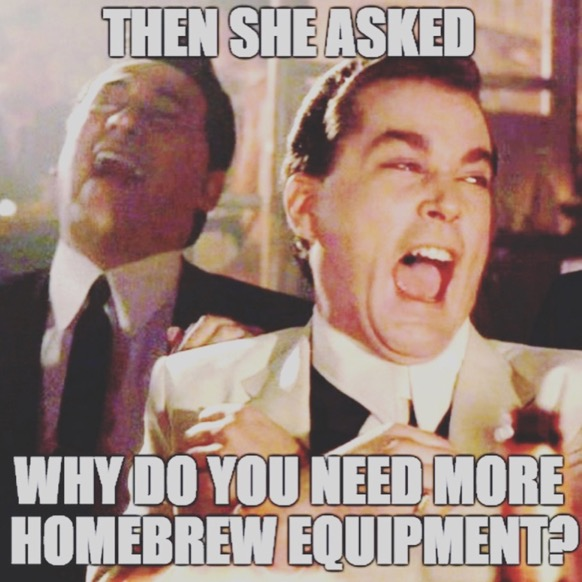 THEN SHE ASKED
WHY DO YOU NEED MORE
HOMEBREW EQUIPMENT?